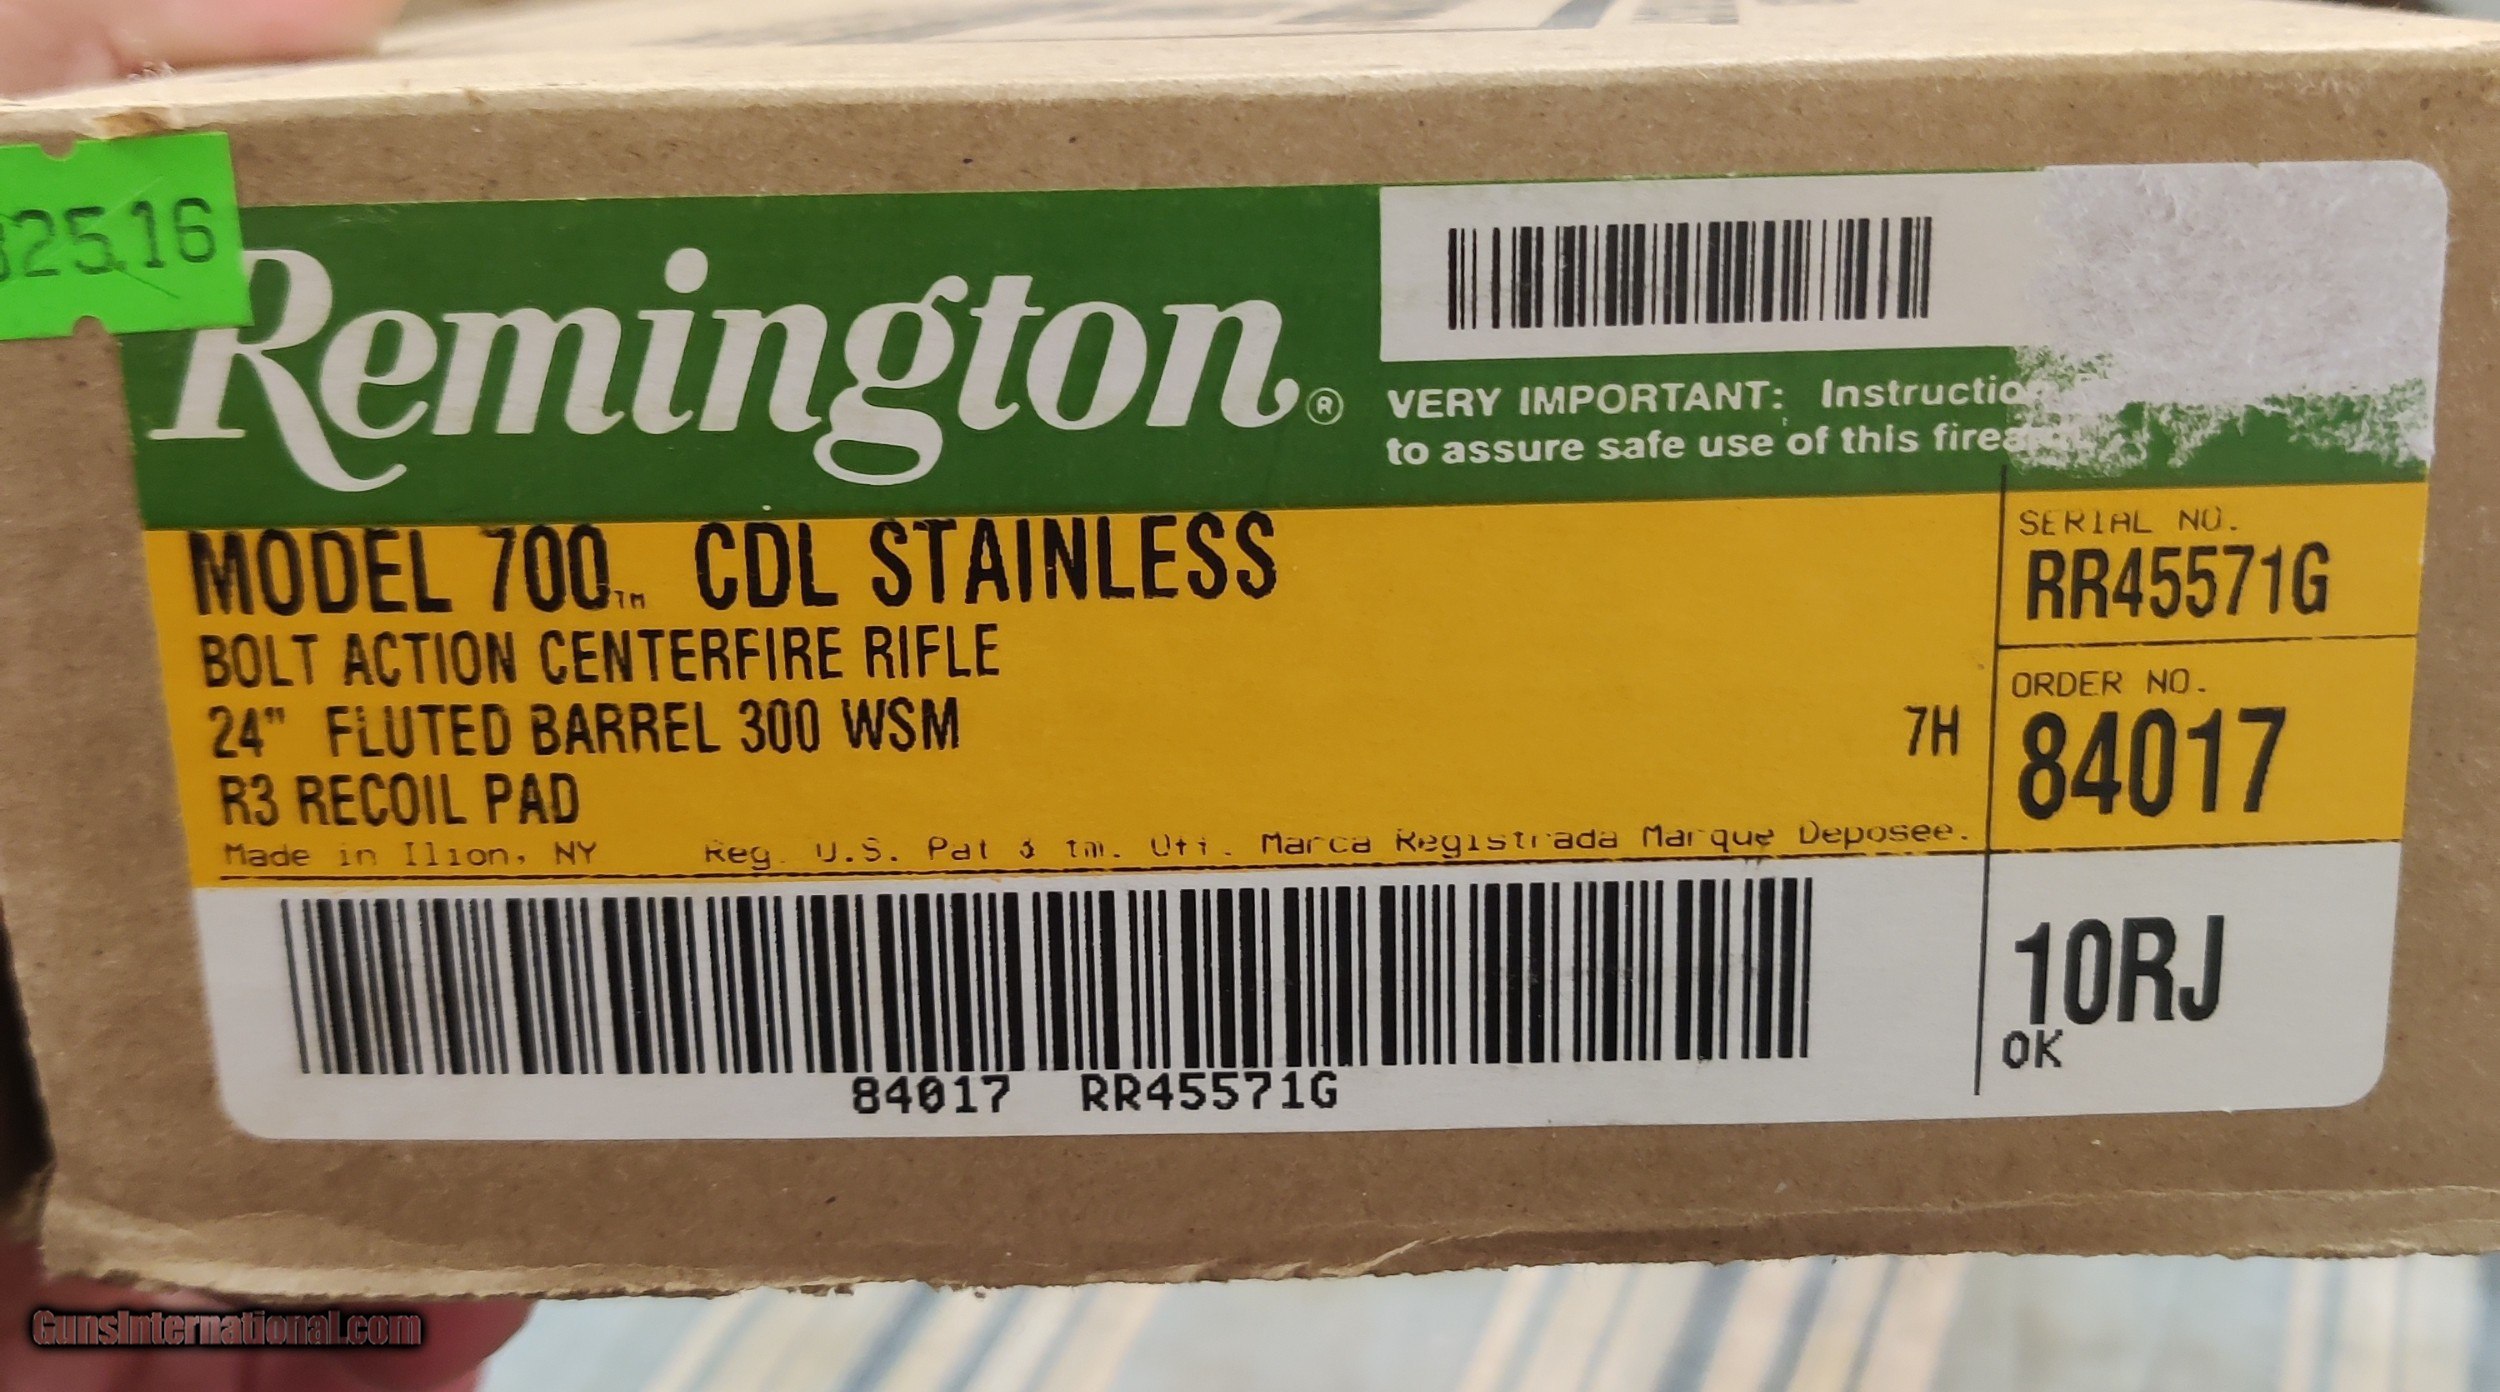 25.16
Remington®
VERY IMPORTANT: Instructio
to assure safe use of this firea
MODEL 700™ CDL STAINLESS
BOLT ACTION CENTERFIRE RIFLE
24" FLUTED BARREL 300 WSM
7H
R3 RECOIL PAD
Made in Ilion, NY Reg. U.S. Pat & tm. Off. Marca Registrada Marque Deposee.
SERIAL NO.
RR45571G
ORDER NO.
84017
10RJ
OK
84017 RR45571G
GunsInternational.com